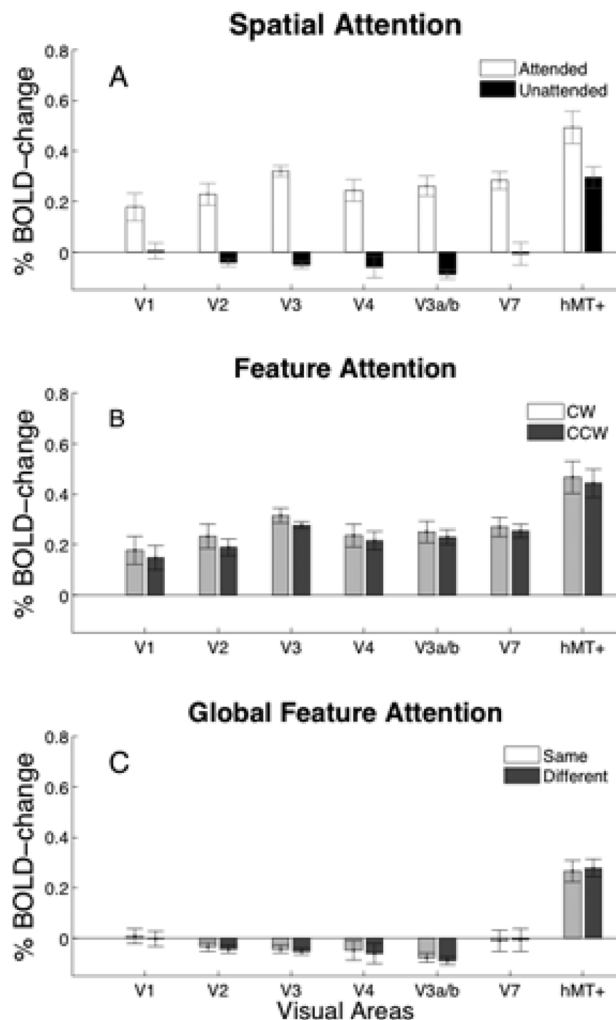 Spatial Attention
A
Attended
Unattended
% BOLD-change
0.8
0.6
0.4
0.2
0
V1 V2 V3 V4 V3a/b V7 hMT+
Feature Attention
B
CW
CCW
% BOLD-change
0.8
0.6
0.4
0.2
0
V1 V2 V3 V4 V3a/b V7 hMT+
Global Feature Attention
C
Same
Different
% BOLD-change
0.8
0.6
0.4
0.2
0
V1 V2 V3 V4 V3a/b V7 hMT+
Visual Areas